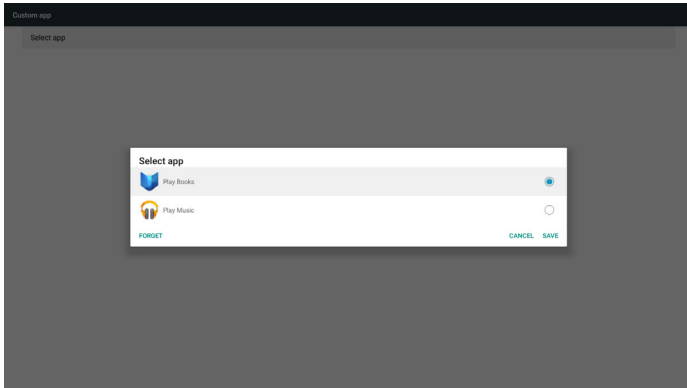 Custom app
Select app
Select app
Play Books
Play Music
FORGET CANCEL SAVE